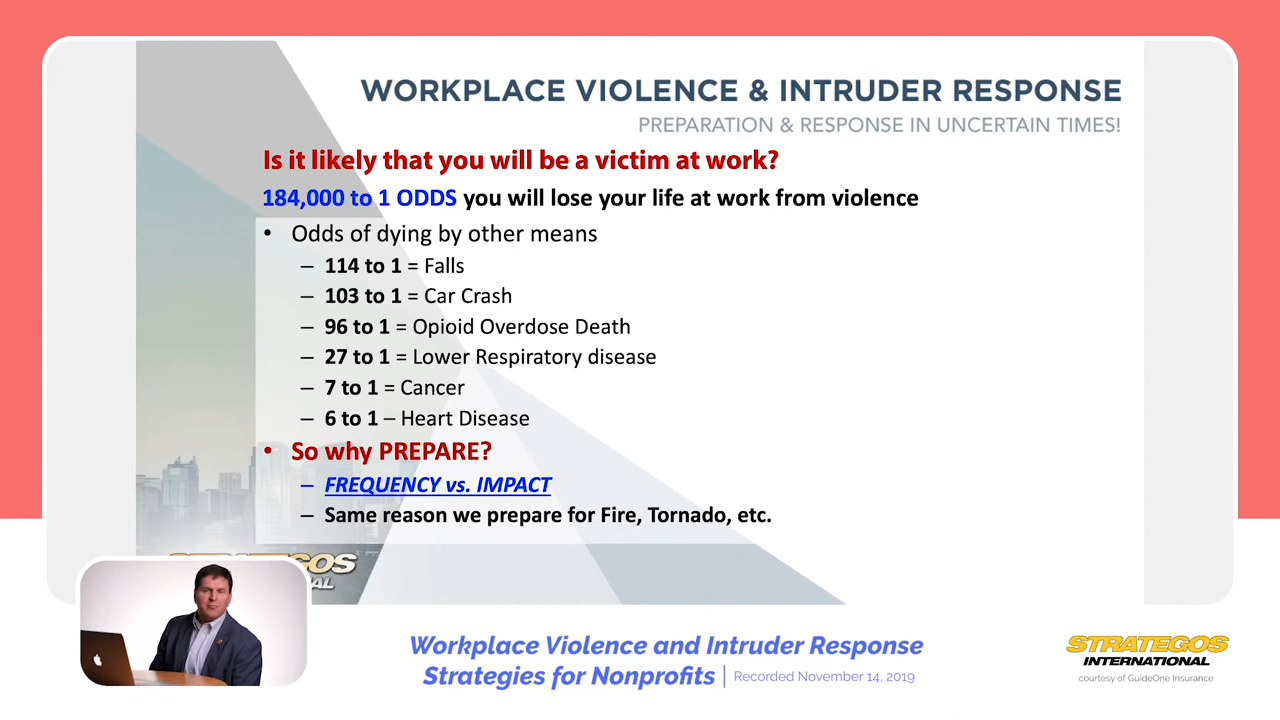 WORKPLACE VIOLENCE & INTRUDER RESPONSE
PREPARATION & RESPONSE IN UNCERTAIN TIMES!
Is it likely that you will be a victim at work?
184,000 to 1 ODDS you will lose your life at work from violence
• Odds of dying by other means
– 114 to 1 = Falls
– 103 to 1 = Car Crash
– 96 to 1 = Opioid Overdose Death
– 27 to 1 = Lower Respiratory disease
– 7 to 1 = Cancer
– 6 to 1 – Heart Disease
• So why PREPARE?
– FREQUENCY vs. IMPACT
– Same reason we prepare for Fire, Tornado, etc.
Workplace Violence and Intruder Response
Strategies for Nonprofits | Recorded November 14, 2019
STRATEGOS
INTERNATIONAL
courtesy of GuideOne Insurance